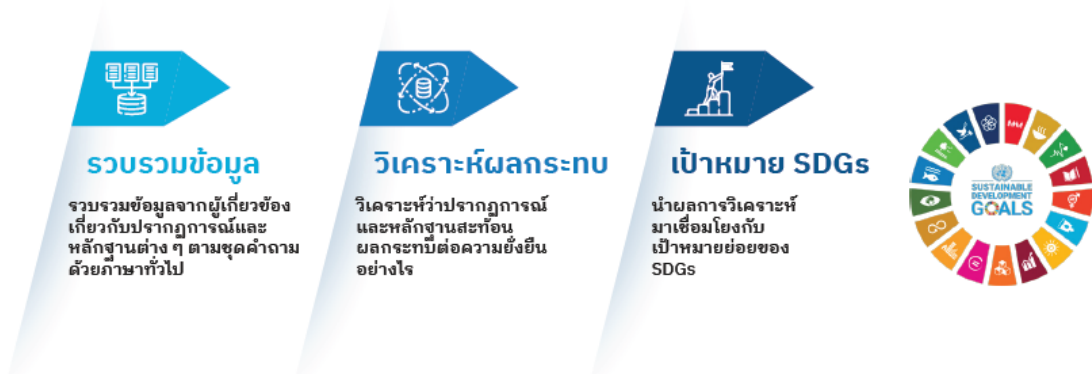 รวบรวมข้อมูล
รวบรวมข้อมูลจากผู้เกี่ยวข้อง
เกี่ยวกับปรากฏการณ์และ
หลักฐานต่าง ๆ ตามชุดคำถาม
ด้วยภาษาทั่วไป
วิเคราะห์ผลกระทบ
วิเคราะห์ว่าปรากฏการณ์
และหลักฐานสะท้อน
ผลกระทบต่อความยั่งยืน
อย่างไร
เป้าหมาย SDGs
นำผลการวิเคราะห์
มาเชื่อมโยงกับ
เป้าหมายย่อยของ
SDGs
SUSTAINABLE
DEVELOPMENT
GOALS